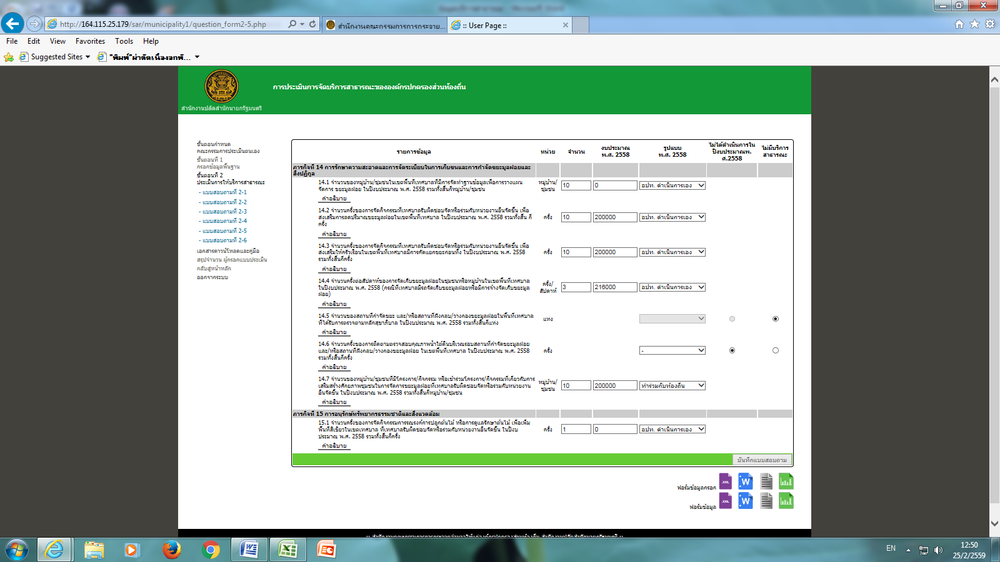 http://164.115.25.179/sar/municipality1/question_form2-5.php
สำนักงานคณะกรรมการการกระจาย...
:: User Page ::
File Edit View Favorites Tools Help
Suggested Sites
"พิมพ์"ผ่าตัดเนื้องอกที่...
การประเมินการจัดบริการสาธารณะขององค์กรปกครองส่วนท้องถิ่น
สำนักงานปลัดสำนักนายกรัฐมนตรี
ขั้นตอนกำหนด
คณะกรรมการประเมินตนเอง
ขั้นตอนที่ 1
กรอกข้อมูลพื้นฐาน
ขั้นตอนที่ 2
ประเมินการให้บริการสาธารณะ
- แบบสอบถามที่ 2-1
- แบบสอบถามที่ 2-2
- แบบสอบถามที่ 2-3
- แบบสอบถามที่ 2-4
- แบบสอบถามที่ 2-5
- แบบสอบถามที่ 2-6
เอกสารดาวน์โหลดและคู่มือ
สรุปจำนวน ผู้กรอกแบบประเมิน
กลับสู่หน้าหลัก
ออกจากระบบ
รายการข้อมูล
หน่วย
จำนวน
งบประมาณ
พ.ศ. 2558
รูปแบบ
พ.ศ. 2558
ไม่ได้ดำเนินการใน
ปีงบประมาณพ.
ศ.2558
ไม่มีบริการ
สาธารณะ
ภารกิจที่ 14 การรักษาความสะอาดและการจัดระเบียบในการเก็บขนและการกำจัดขยะมูลฝอยและ
สิ่งปฏิกูล
14.1 จำนวนของหมู่บ้าน/ชุมชนในเขตพื้นที่เทศบาลที่มีการจัดทำฐานข้อมูลเพื่อการวางแผน
จัดการ ขยะมูลฝอย ในปีงบประมาณ พ.ศ. 2558 รวมทั้งสิ้นกี่หมู่บ้าน/ชุมชน
คำอธิบาย
หมู่บ้าน/
ชุมชน
10 0 อปท. ดำเนินการเอง
14.2 จำนวนครั้งของการจัดกิจกรรมที่เทศบาลรับผิดชอบจัดหรือร่วมกับหน่วยงานอื่นจัดขึ้น เพื่อ
ส่งเสริมการลดปริมาณขยะมูลฝอยในเขตพื้นที่เทศบาล ในปีงบประมาณ พ.ศ. 2558 รวมทั้งสิ้น กี่
ครั้ง
คำอธิบาย
ครั้ง 10 200000 อปท. ดำเนินการเอง
14.3 จำนวนครั้งของการจัดกิจกรรมที่เทศบาลรับผิดชอบจัดหรือร่วมกับหน่วยงานอื่นจัดขึ้น เพื่อ
ส่งเสริมให้ครัวเรือนในเขตพื้นที่เทศบาลมีการคัดแยกขยะก่อนทิ้ง ในปีงบประมาณ พ.ศ. 2558
รวมทั้งสิ้นกี่ครั้ง
คำอธิบาย
ครั้ง 10 200000 อปท. ดำเนินการเอง
14.4 จำนวนครั้งต่อสัปดาห์ของการจัดเก็บขยะมูลฝอยในชุมชนหรือหมู่บ้านในเขตพื้นที่เทศบาล
ในปีงบประมาณ พ.ศ. 2558 (กรณีที่เทศบาลมีรถจัดเก็บขยะมูลฝอยหรือมีการจ้างจัดเก็บขยะมูล
ฝอย)
คำอธิบาย
ครั้ง/
สัปดาห์
3 216000 อปท. ดำเนินการเอง
14.5 จำนวนของสถานที่กำจัดขยะ และ/หรือสถานที่ฝังกลบ/วางกองขยะมูลฝอยในพื้นที่เทศบาล
ที่ได้รับการตรวจตามหลักสุขาภิบาล ในปีงบประมาณ พ.ศ. 2558 รวมทั้งสิ้นกี่แห่ง
คำอธิบาย
แห่ง
14.6 จำนวนครั้งของการติดตามตรวจสอบคุณภาพน้ำใต้ดินบริเวณรอบสถานที่กำจัดขยะมูลฝอย
และ/หรือสถานที่ฝังกลบ/วางกองขยะมูลฝอย ในเขตพื้นที่เทศบาล ในปีงบประมาณ พ.ศ. 2558
รวมทั้งสิ้นกี่ครั้ง
คำอธิบาย
ครั้ง -
14.7 จำนวนของหมู่บ้าน/ชุมชนที่มีโครงการ/กิจกรรม หรือเข้าร่วมโครงการ/กิจกรรมที่เกี่ยวกับการ
เสริมสร้างศักยภาพชุมชนในการจัดการขยะมูลฝอยที่เทศบาลรับผิดชอบจัดหรือร่วมกับหน่วยงาน
อื่นจัดขึ้น ในปีงบประมาณ พ.ศ. 2558 รวมทั้งสิ้นกี่หมู่บ้าน/ชุมชน
คำอธิบาย
หมู่บ้าน/
ชุมชน
10 200000 ทำร่วมกับท้องถิ่น
ภารกิจที่ 15 การอนุรักษ์ทรัพยากรธรรมชาติและสิ่งแวดล้อม
15.1 จำนวนครั้งของการจัดกิจกรรมการรณรงค์การปลูกต้นไม้ หรือการดูแลรักษาต้นไม้ เพื่อเพิ่ม
พื้นที่สีเขียวในเขตเทศบาล ที่เทศบาลรับผิดชอบจัดหรือร่วมกับหน่วยงานอื่นจัดขึ้น ในปีงบ
ประมาณ พ.ศ. 2558 รวมทั้งสิ้นกี่ครั้ง
คำอธิบาย
ครั้ง 1 0 อปท. ดำเนินการเอง
บันทึกแบบสอบถาม
ฟอร์มข้อมูลกรอก
ฟอร์มข้อมูล
EN
12:50
25/2/2559